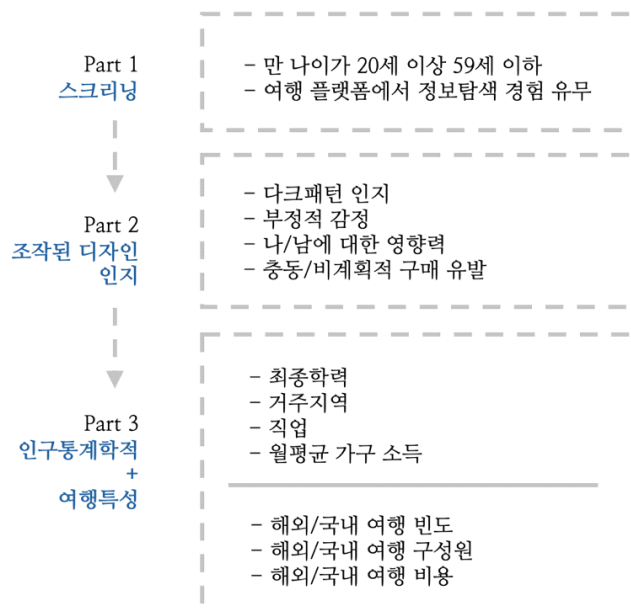 Part 1
스크리닝
– 만 나이가 20세 이상 59세 이하
– 여행 플랫폼에서 정보탐색 경험 유무
Part 2
조작된 디자인
인지
– 다크패턴 인지
– 부정적 감정
– 나/남에 대한 영향력
– 충동/비계획적 구매 유발
Part 3
인구통계학적
+
여행특성
– 최종학력
– 거주지역
– 직업
– 월평균 가구 소득
– 해외/국내 여행 빈도
– 해외/국내 여행 구성원
– 해외/국내 여행 비용